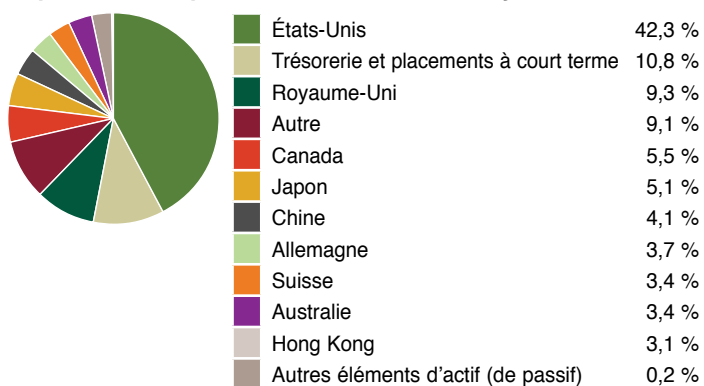 États-Unis 42,3 %
Trésorerie et placements à court terme 10,8 %
Royaume-Uni 9,3 %
Autre 9,1 %
Canada 5,5 %
Japon 5,1 %
Chine 4,1 %
Allemagne 3,7 %
Suisse 3,4 %
Australie 3,4 %
Hong Kong 3,1 %
Autres éléments d'actif (de passif) 0,2 %